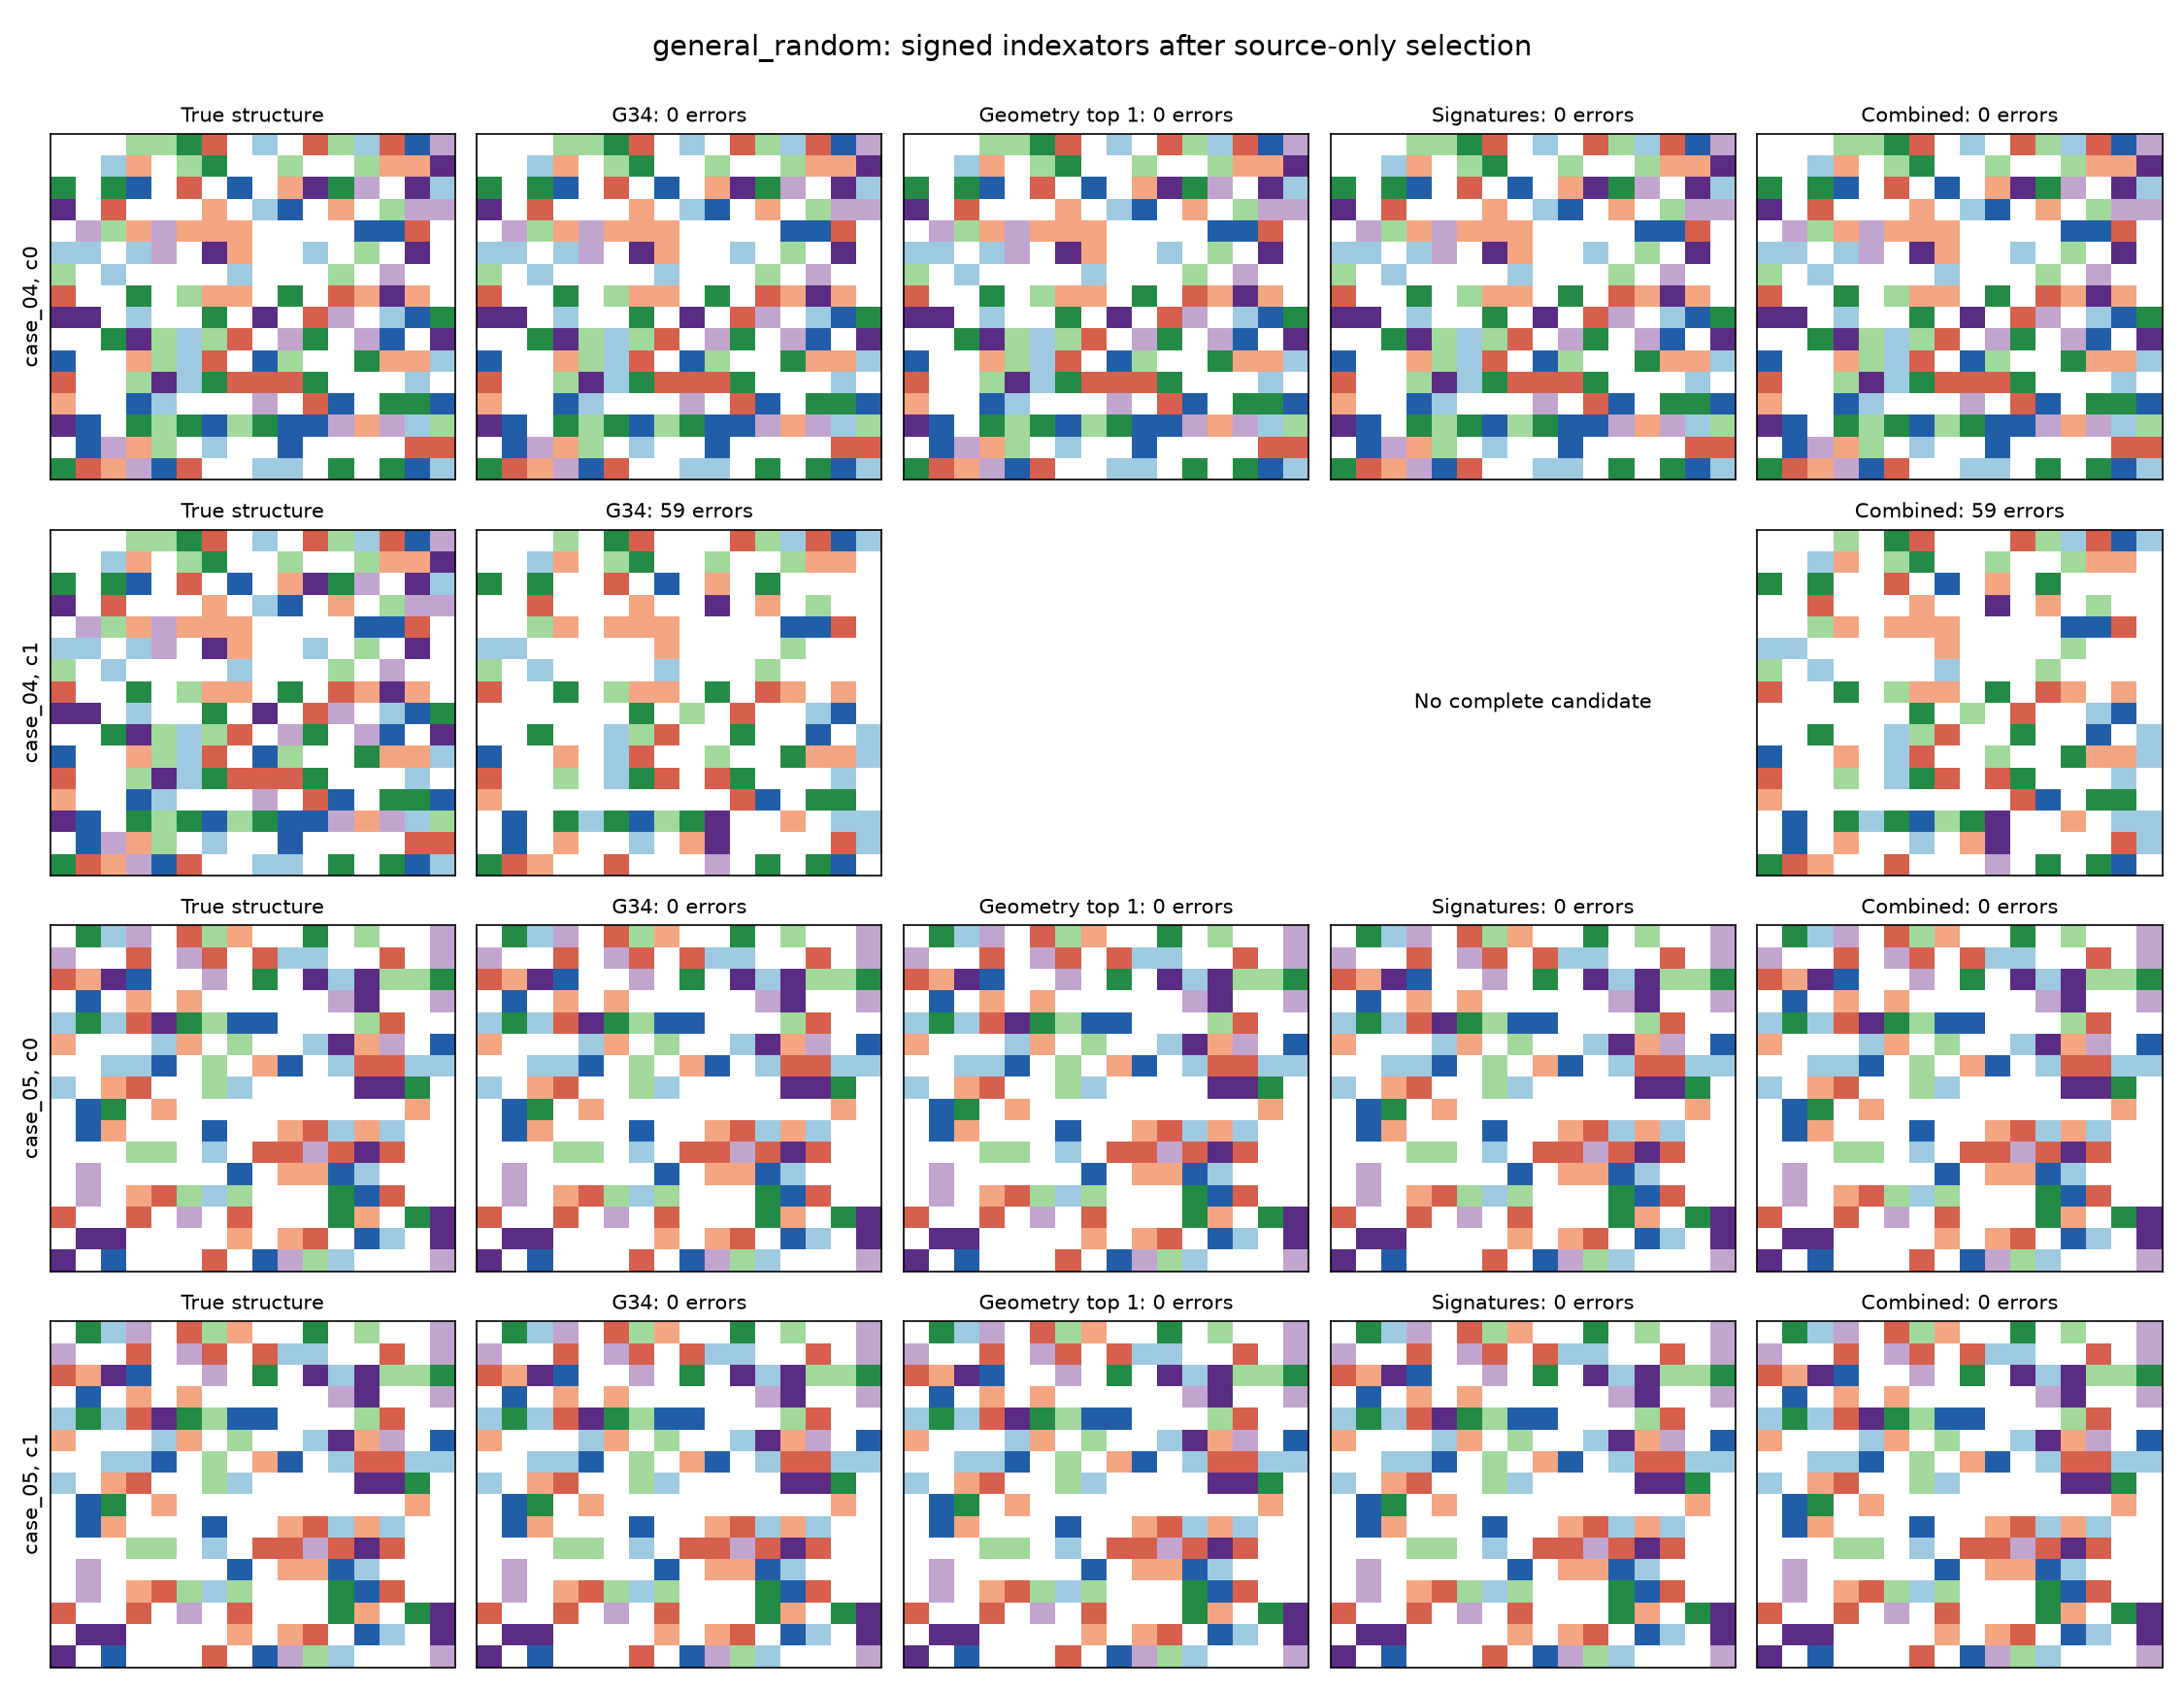 general_random: signed indexators after source-only selection
True structure
G34: 0 errors
Geometry top 1: 0 errors
Signatures: 0 errors
Combined: 0 errors
case_04, c0
True structure
G34: 59 errors
Combined: 59 errors
case_04, c1
No complete candidate
True structure
G34: 0 errors
Geometry top 1: 0 errors
Signatures: 0 errors
Combined: 0 errors
case_05, c0
True structure
G34: 0 errors
Geometry top 1: 0 errors
Signatures: 0 errors
Combined: 0 errors
case_05, c1